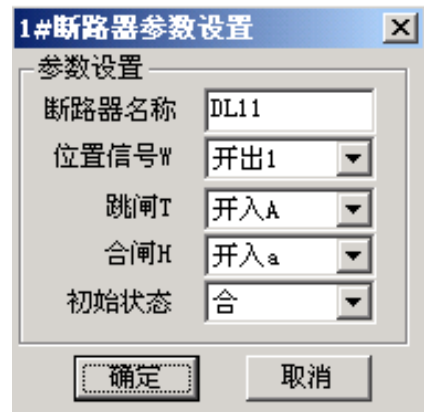 1#断路器参数设置
参数设置
断路器名称 DL11
位置信号W 开出1
跳闸T 开入A
合闸H 开入a
初始状态 合
确定 取消